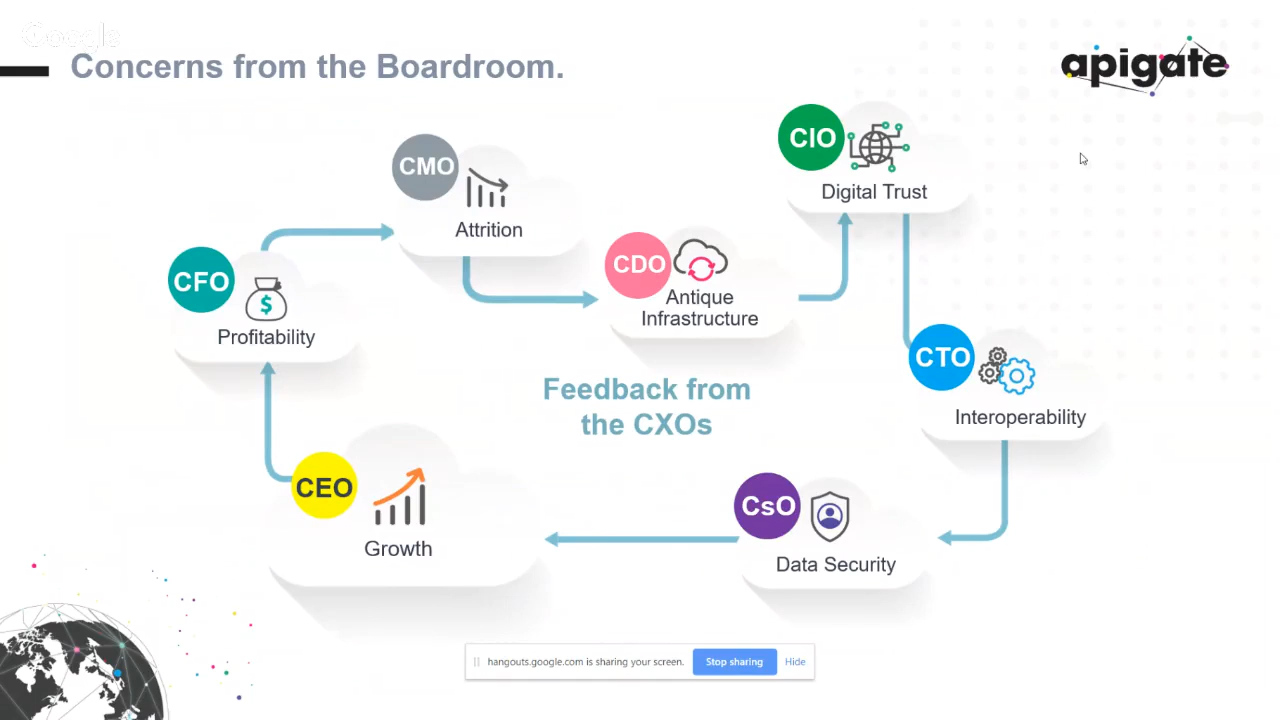 Google
Concerns from the Boardroom.
apigate
CIO
Digital Trust
CMO
Attrition
CDO
Antique
Infrastructure
CFO
$
Profitability
CTO
Interoperability
Feedback from
the CXOs
CEO
Growth
CsO
Data Security
hangouts.google.com is sharing your screen. Stop sharing Hide